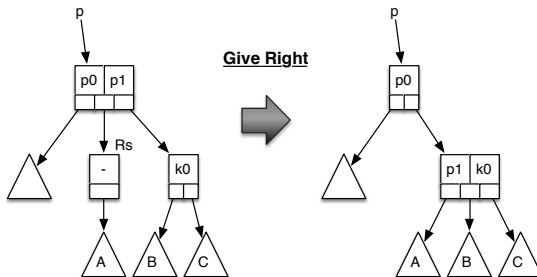 p p
Give Right
p0 p1 p0
Rs
- k0 p1 k0
A B C A B C